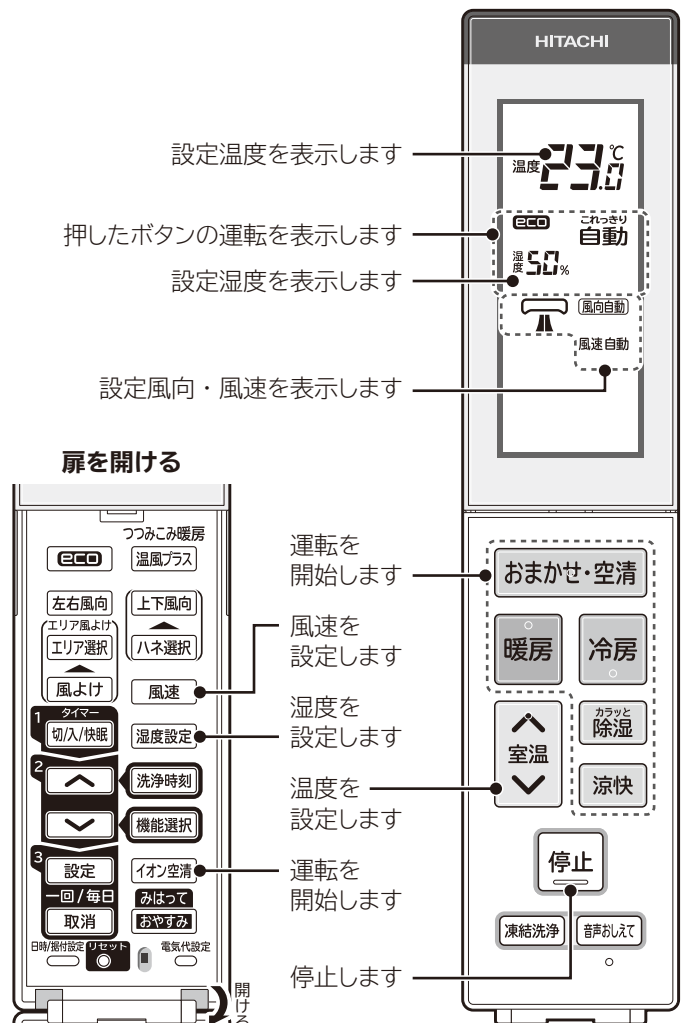 HITACHI
設定温度を表示します
温度
23.0
℃
押したボタンの運転を表示します
eco
これっきり
自動
設定湿度を表示します
湿度
50%
風向自動
風速自動
設定風向・風速を表示します
扉を開ける
つつみこみ暖房
eco
温風プラス
左右風向
上下風向
エリア風よけ
エリア選択
ハネ選択
風よけ
風速
1
タイマー
切/入/快眠
湿度設定
2
洗浄時刻
機能選択
3
設定
イオン空清
一回/毎日
みはって
取消
おやすみ
日時/据付設定
リセット
電気代設定
開ける
運転を
開始します
風速を
設定します
湿度を
設定します
温度を
設定します
運転を
開始します
停止します
おまかせ・空清
暖房
冷房
室温
カラッと
除湿
涼快
停止
凍結洗浄
音声おしえて